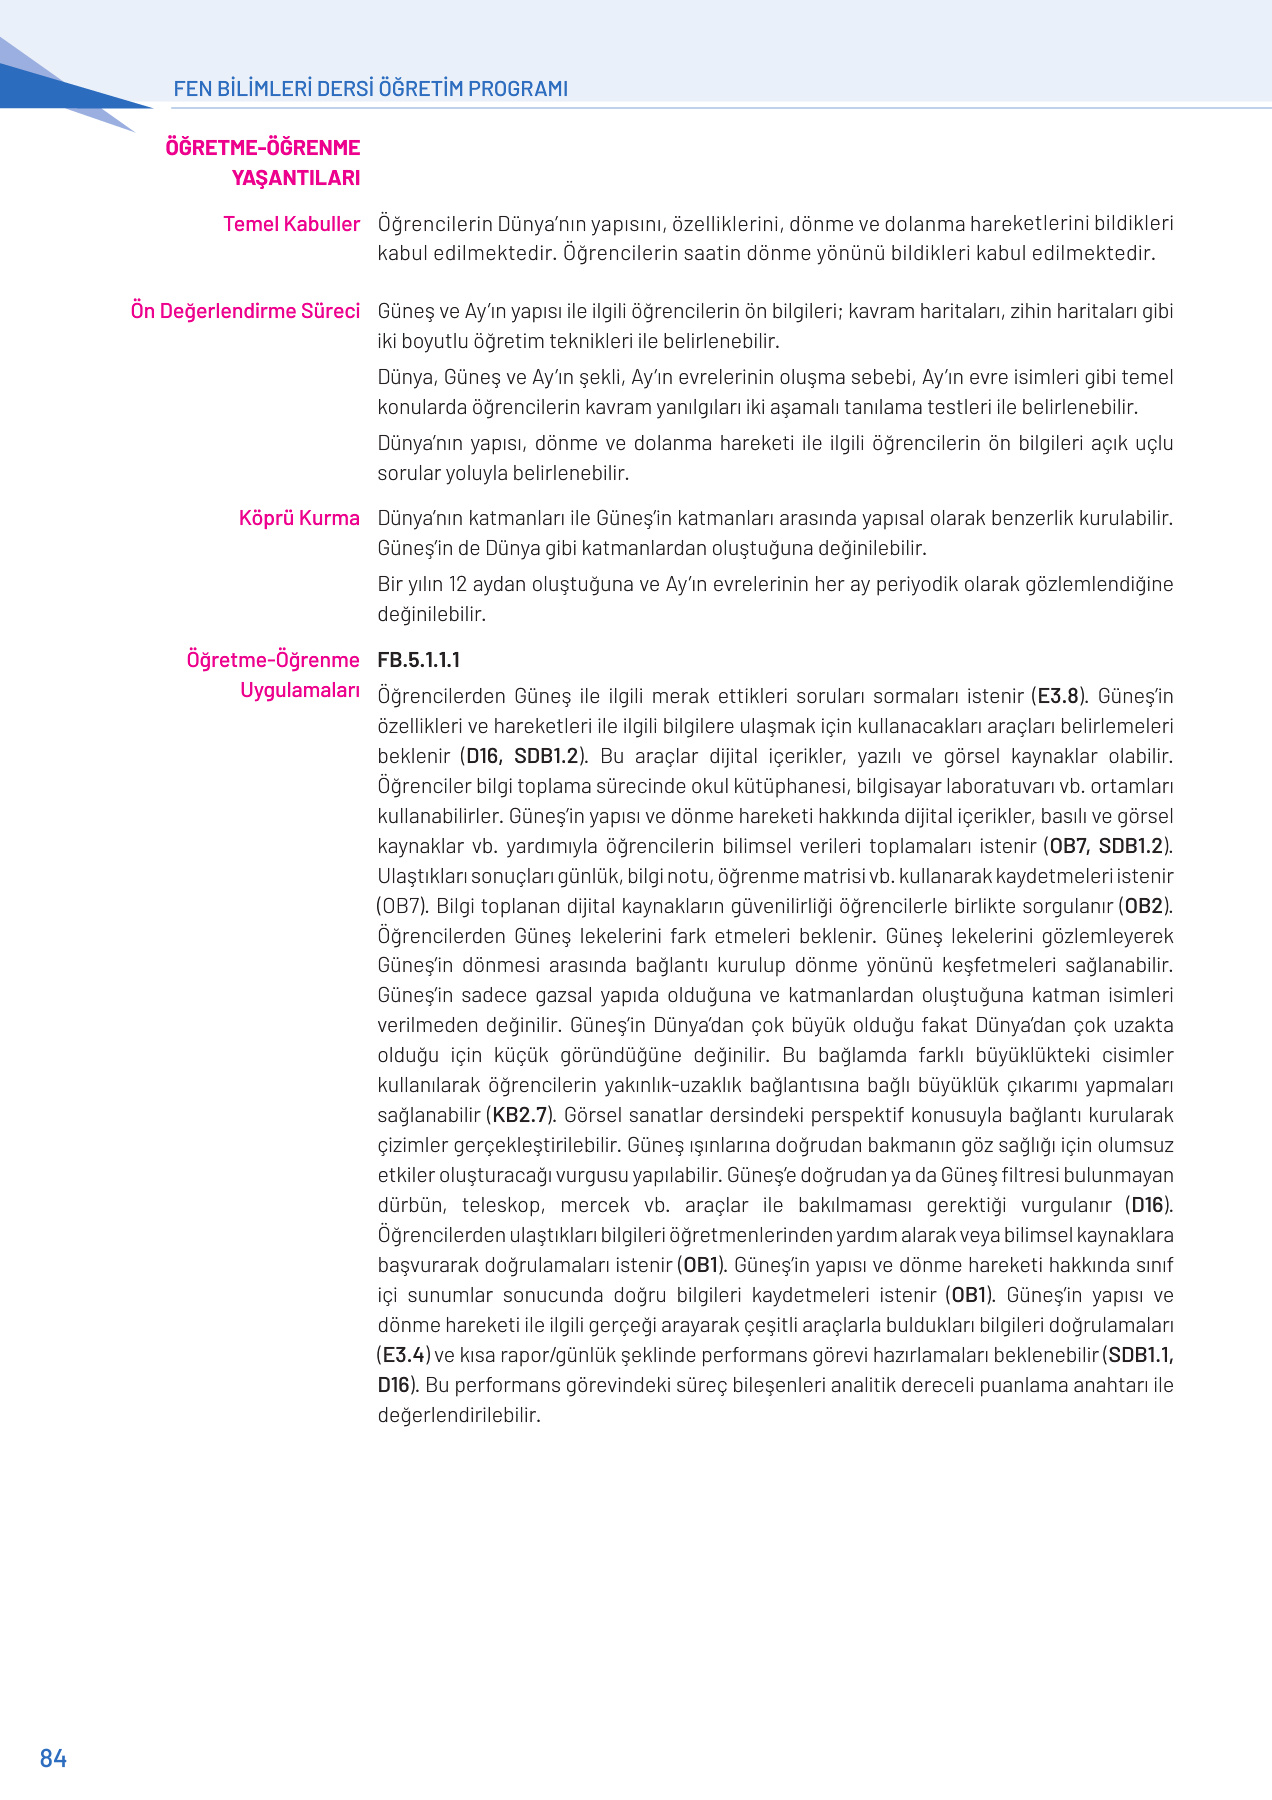 FEN BİLİMLERİ DERSİ ÖĞRETİM PROGRAMI
ÖĞRETME-ÖĞRENME
YAŞANTILARI
Temel Kabuller
Öğrencilerin Dünya’nın yapısını, özelliklerini, dönme ve dolanma hareketlerini bildikleri
kabul edilmektedir. Öğrencilerin saatin dönme yönünü bildikleri kabul edilmektedir.
Ön Değerlendirme Süreci
Güneş ve Ay’ın yapısı ile ilgili öğrencilerin ön bilgileri; kavram haritaları, zihin haritaları gibi
iki boyutlu öğretim teknikleri ile belirlenebilir.
Dünya, Güneş ve Ay’ın şekli, Ay’ın evrelerinin oluşma sebebi, Ay’ın evre isimleri gibi temel
konularda öğrencilerin kavram yanılgıları iki aşamalı tanılama testleri ile belirlenebilir.
Dünya’nın yapısı, dönme ve dolanma hareketi ile ilgili öğrencilerin ön bilgileri açık uçlu
sorular yoluyla belirlenebilir.
Köprü Kurma
Dünya’nın katmanları ile Güneş’in katmanları arasında yapısal olarak benzerlik kurulabilir.
Güneş’in de Dünya gibi katmanlardan oluştuğuna değinilebilir.
Bir yılın 12 aydan oluştuğuna ve Ay’ın evrelerinin her ay periyodik olarak gözlemlendiğine
değinilebilir.
Öğretme-Öğrenme
Uygulamaları
FB.5.1.1.1
Öğrencilerden Güneş ile ilgili merak ettikleri soruları sormaları istenir (E3.8). Güneş’in
özellikleri ve hareketleri ile ilgili bilgilere ulaşmak için kullanacakları araçları belirlemeleri
beklenir (D16, SDB1.2). Bu araçlar dijital içerikler, yazılı ve görsel kaynaklar olabilir.
Öğrenciler bilgi toplama sürecinde okul kütüphanesi, bilgisayar laboratuvarı vb. ortamları
kullanabilirler. Güneş’in yapısı ve dönme hareketi hakkında dijital içerikler, basılı ve görsel
kaynaklar vb. yardımıyla öğrencilerin bilimsel verileri toplamaları istenir (OB7, SDB1.2).
Ulaştıkları sonuçları günlük, bilgi notu, öğrenme matrisi vb. kullanarak kaydetmeleri istenir
(OB7). Bilgi toplanan dijital kaynakların güvenilirliği öğrencilerle birlikte sorgulanır (OB2).
Öğrencilerden Güneş lekelerini fark etmeleri beklenir. Güneş lekelerini gözlemleyerek
Güneş’in dönmesi arasında bağlantı kurulup dönme yönünü keşfetmeleri sağlanabilir.
Güneş’in sadece gazsal yapıda olduğuna ve katmanlardan oluştuğuna katman isimleri
verilmeden değinilir. Güneş’in Dünya’dan çok büyük olduğu fakat Dünya’dan çok uzakta
olduğu için küçük göründüğüne değinilir. Bu bağlamda farklı büyüklükteki cisimler
kullanılarak öğrencilerin yakınlık-uzaklık bağlantısına bağlı büyüklük çıkarımı yapmaları
sağlanabilir (KB2.7). Görsel sanatlar dersindeki perspektif konusuyla bağlantı kurularak
çizimler gerçekleştirilebilir. Güneş ışınlarına doğrudan bakmanın göz sağlığı için olumsuz
etkiler oluşturacağı vurgusu yapılabilir. Güneş’e doğrudan ya da Güneş filtresi bulunmayan
dürbün, teleskop, mercek vb. araçlar ile bakılmaması gerektiği vurgulanır (D16).
Öğrencilerden ulaştıkları bilgileri öğretmenlerinden yardım alarak veya bilimsel kaynaklara
başvurarak doğrulamaları istenir (OB1). Güneş’in yapısı ve dönme hareketi hakkında sınıf
içi sunumlar sonucunda doğru bilgileri kaydetmeleri istenir (OB1). Güneş’in yapısı ve
dönme hareketi ile ilgili gerçeği arayarak çeşitli araçlarla buldukları bilgileri doğrulamaları
(E3.4) ve kısa rapor/günlük şeklinde performans görevi hazırlamaları beklenebilir (SDB1.1,
D16). Bu performans görevindeki süreç bileşenleri analitik dereceli puanlama anahtarı ile
değerlendirilebilir.
84